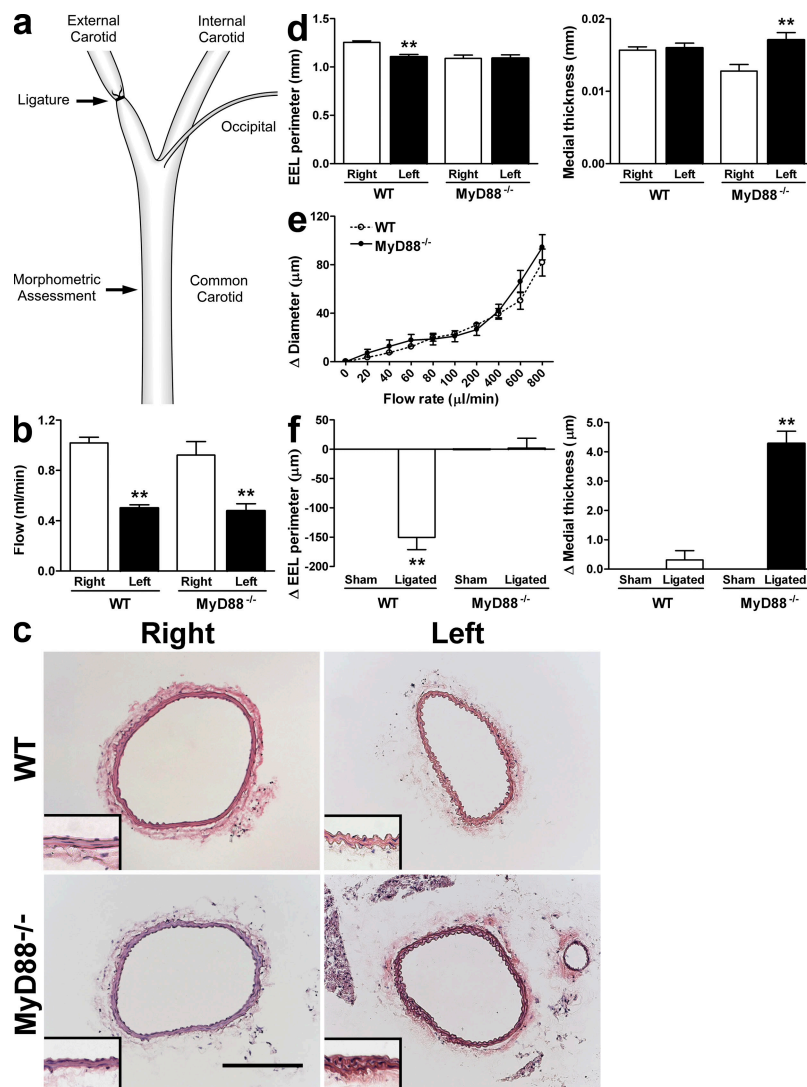 a
External
Carotid
Internal
Carotid
Ligature
Occipital
Morphometric
Assessment
Common
Carotid
b
Flow (ml/min)
1.2
0.8
0.4
0.0
**
**
Right Left Right Left
WT MyD88-/-
d
EEL perimeter (mm)
1.5
1.0
0.5
0.0
**
Right Left Right Left
WT MyD88-/-
Medial thickness (mm)
0.02
0.01
0.00
**
Right Left Right Left
WT MyD88-/-
e
WT
MyD88-/-
Δ Diameter (μm)
120
80
40
0
0 20 40 60 80 100 200 400 600 800
Flow rate (μl/min)
f
Δ EEL perimeter (μm)
50
0
-50
-100
-150
-200
**
Sham Ligated Sham Ligated
WT MyD88-/-
Δ Medial thickness (μm)
5.0
4.0
3.0
2.0
1.0
0.0
**
Sham Ligated Sham Ligated
WT MyD88-/-
c
Right Left
WT
MyD88-/-